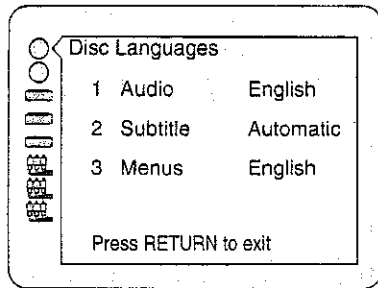 Disc Languages
1 Audio English
2 Subtitle Automatic
3 Menus English
Press RETURN to exit